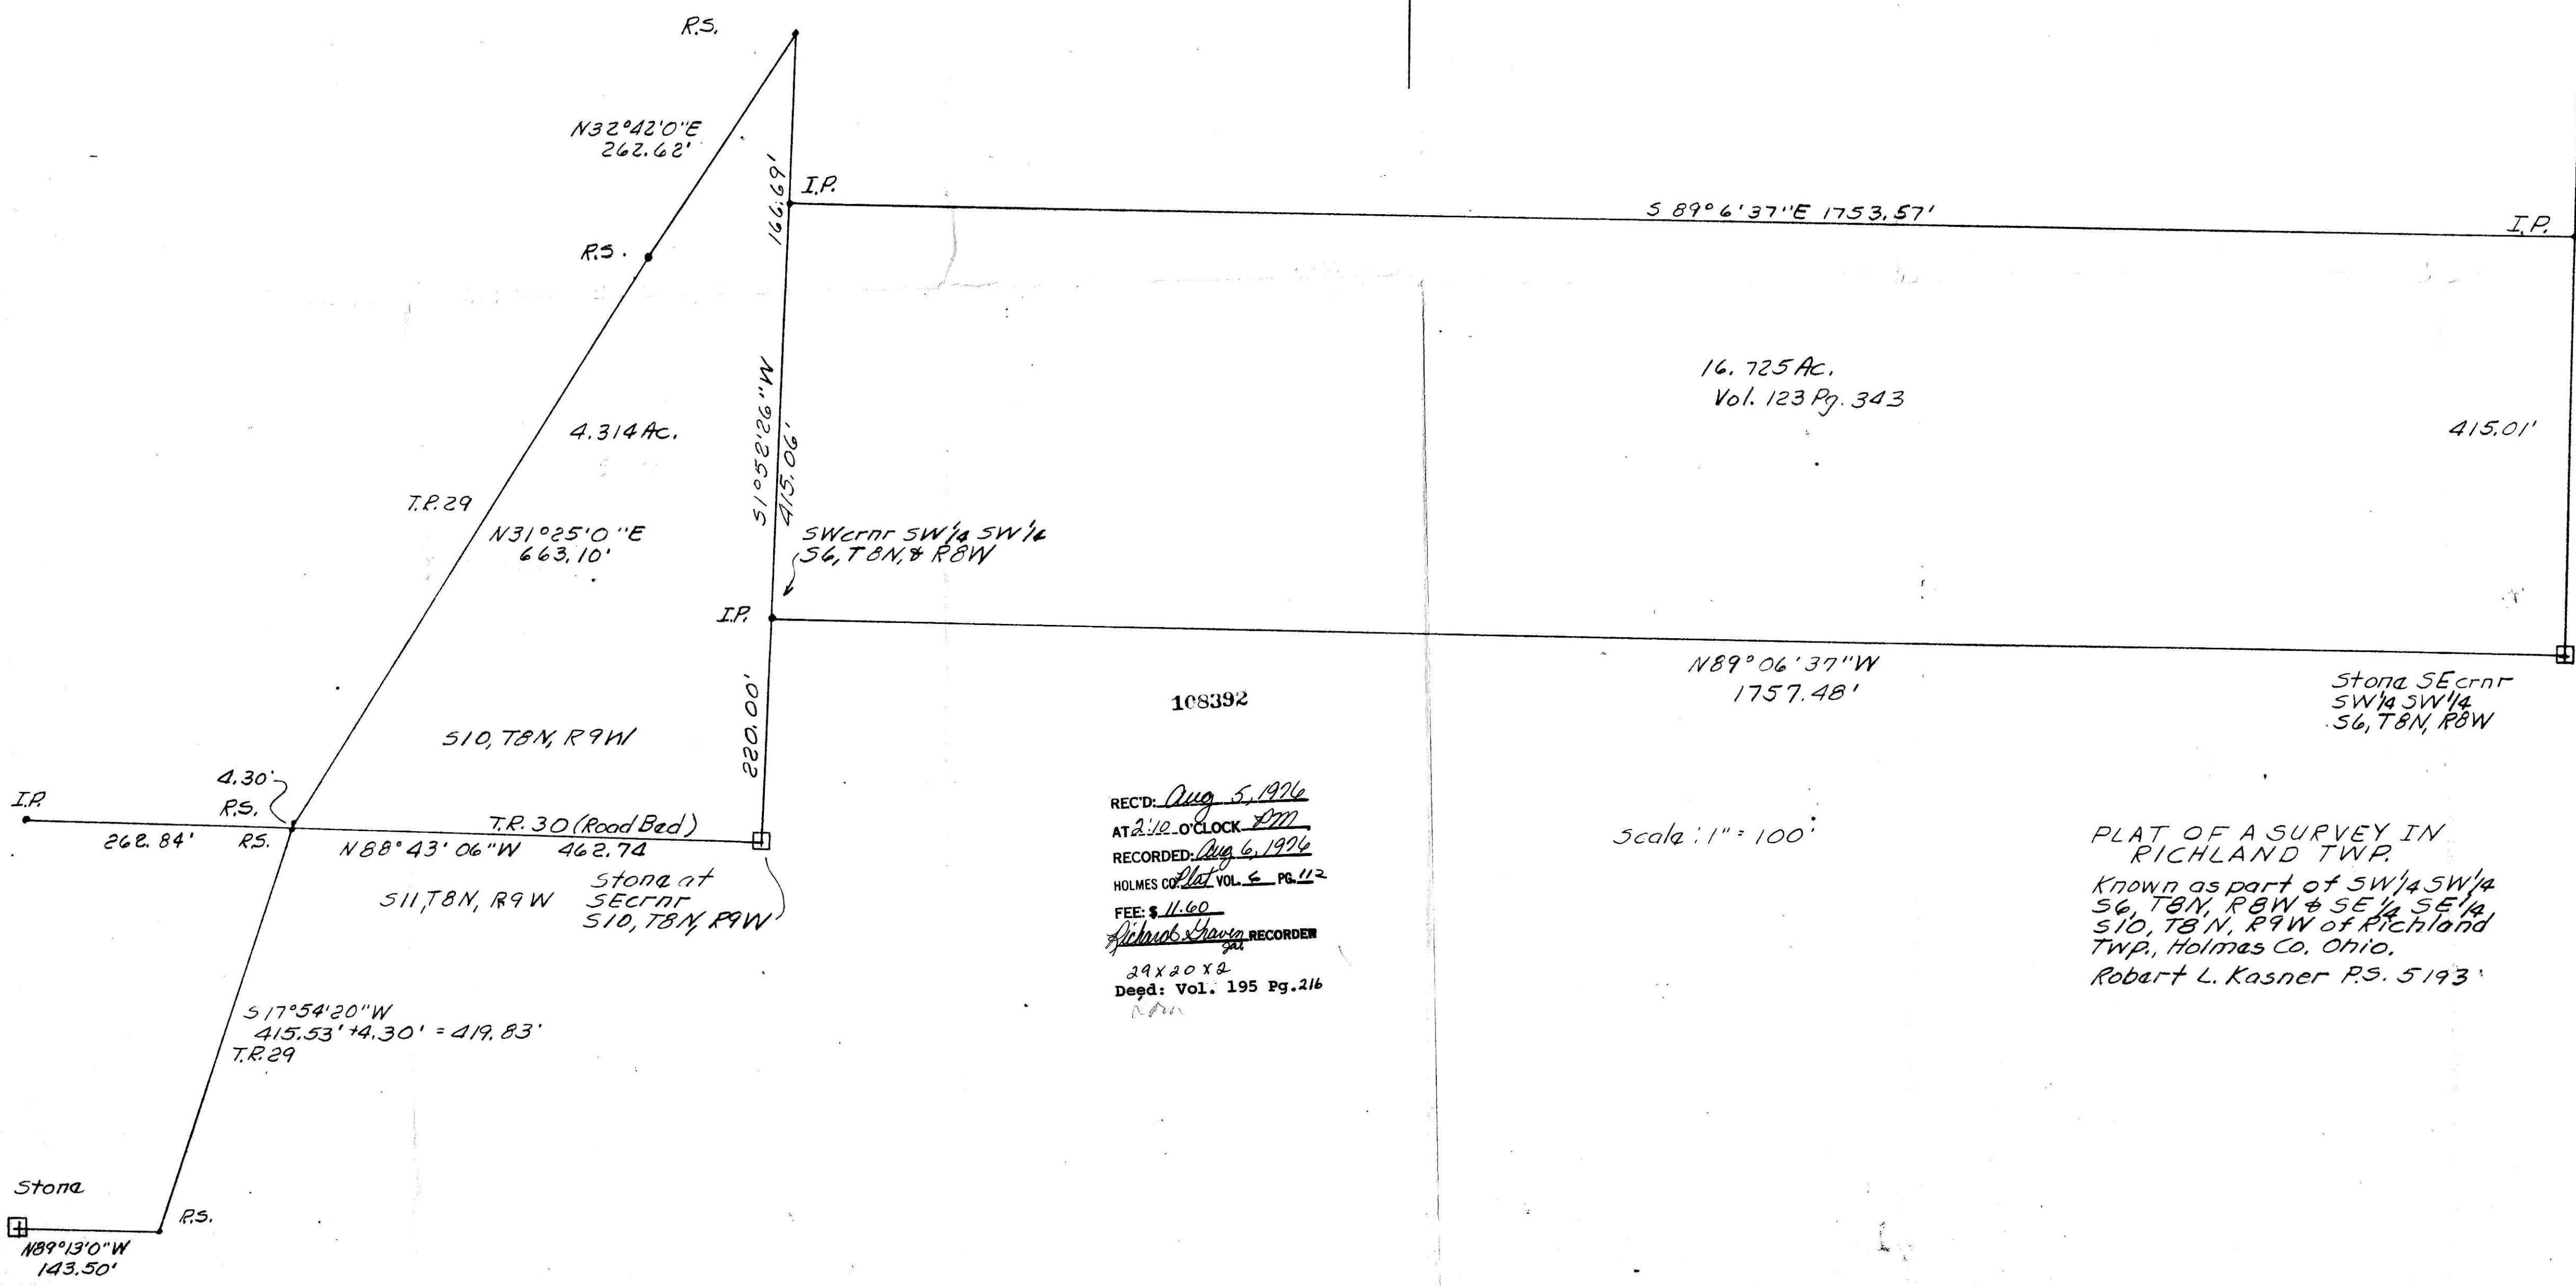 R.S.
N32°42'0"E
262.62'
166.69'
I.P.
S 89° 6' 37"E 1753.57'
I.P.
R.S.
16.725 Ac.
Vol. 123 Pg. 343
4.314 Ac.
S1°52'26"W
415.06'
415.01'
T.R. 29
N31°25'0"E
663.10'
SWcrnr SW1/4 SW1/4
S6, T8N, & R8W
I.P.
N89°06'37"W
1757.48'
Stone SEcrnr
SW1/4 SW1/4
S6, T8N, R8W
220.00'
108392
S10, T8N, R9W
4.30'
I.P.
R.S.
T.R. 30 (Road Bed)
262.84'
R.S.
N88°43'06"W 462.74
Stone at
SEcrnr
S10, T8N, R9W
S11, T8N, R9W
REC'D: Aug 5, 1976
AT 2:10 O'CLOCK PM
RECORDED: Aug 6, 1976
HOLMES CO. Plat VOL. 6 PG. 112
FEE: $ 11.60
Richard Graven RECORDER
29 x 20 x 2
Deed: Vol. 195 Pg. 216
Scale: 1" = 100'
PLAT OF A SURVEY IN
RICHLAND TWP.
Known as part of SW1/4 SW1/4
S6, T8N, R8W & SE1/4 SE1/4
S10, T8N, R9W of Richland
Twp., Holmes Co. Ohio.
Robert L. Kasner P.S. 5193
S17°54'20"W
415.53' + 4.30' = 419.83'
T.R. 29
Stone
R.S.
N89°13'0"W
143.50'